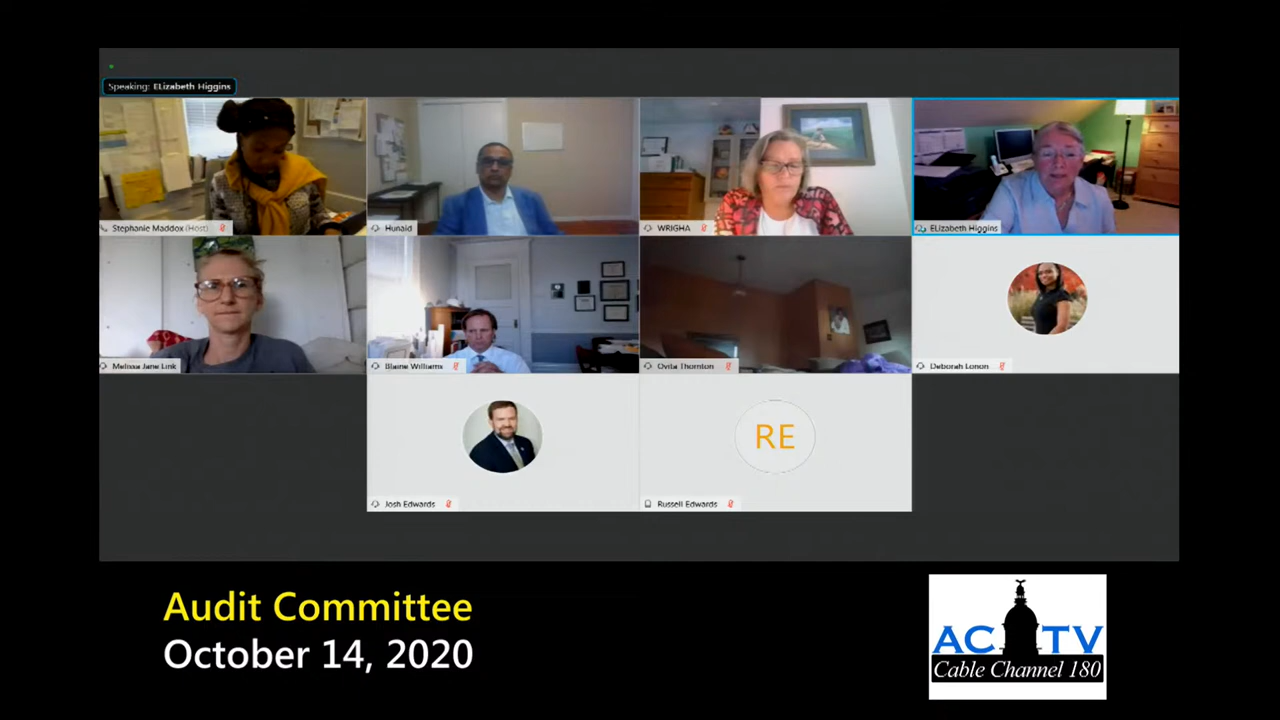 Speaking: ELizabeth Higgins
Stephanie Maddox (Host)
Hunaid
WRIGHA
ELizabeth Higgins
Melissa Jane Link
Blaine Williams
Ovita Thornton
Deborah Lonon
Josh Edwards
RE
Russell Edwards
Audit Committee
October 14, 2020
AC TV
Cable Channel 180